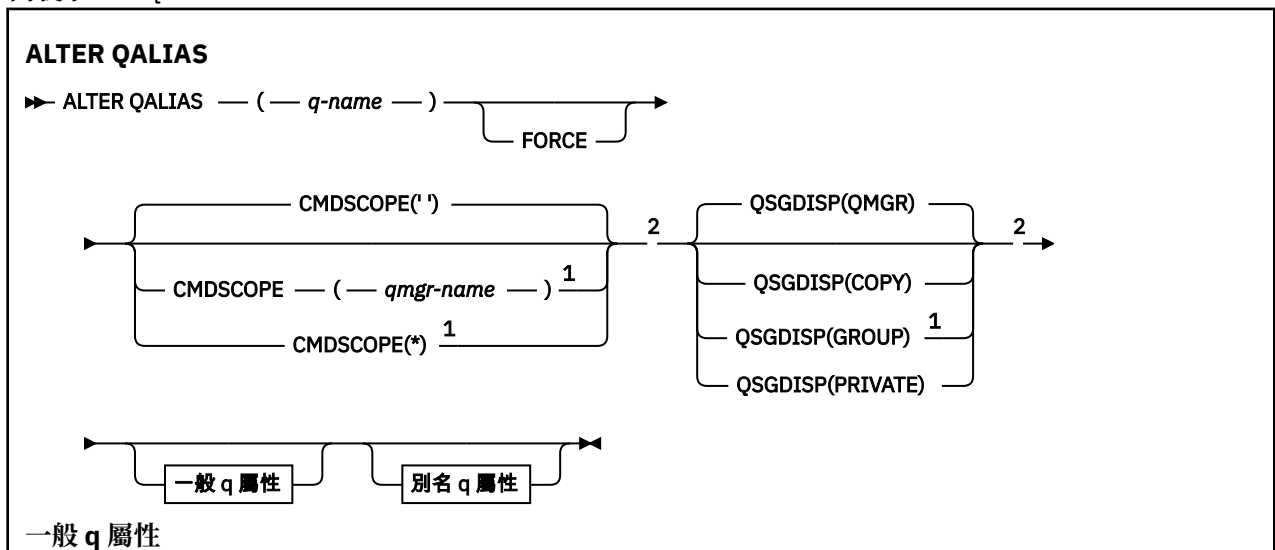 ALTER QALIAS
ALTER QALIAS ( q-name )
FORCE
CMDSCOPE(' ') 2 QSGDISP(QMGR) 2
CMDSCOPE ( qmgr-name ) 1 QSGDISP(COPY)
CMDSCOPE(*) 1 QSGDISP(GROUP) 1
QSGDISP(PRIVATE)
一般 q 屬性 別名 q 屬性
一般 q 屬性